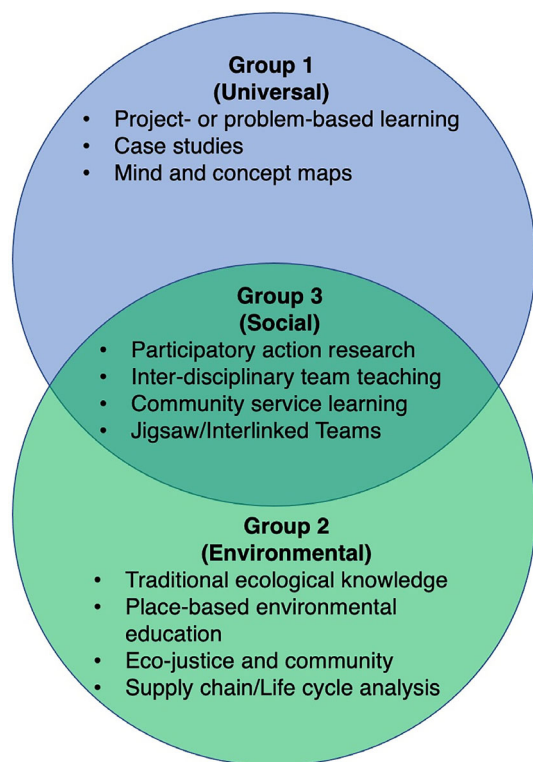 Group 1
(Universal)
• Project- or problem-based learning
• Case studies
• Mind and concept maps
Group 3
(Social)
• Participatory action research
• Inter-disciplinary team teaching
• Community service learning
• Jigsaw/Interlinked Teams
Group 2
(Environmental)
• Traditional ecological knowledge
• Place-based environmental
education
• Eco-justice and community
• Supply chain/Life cycle analysis